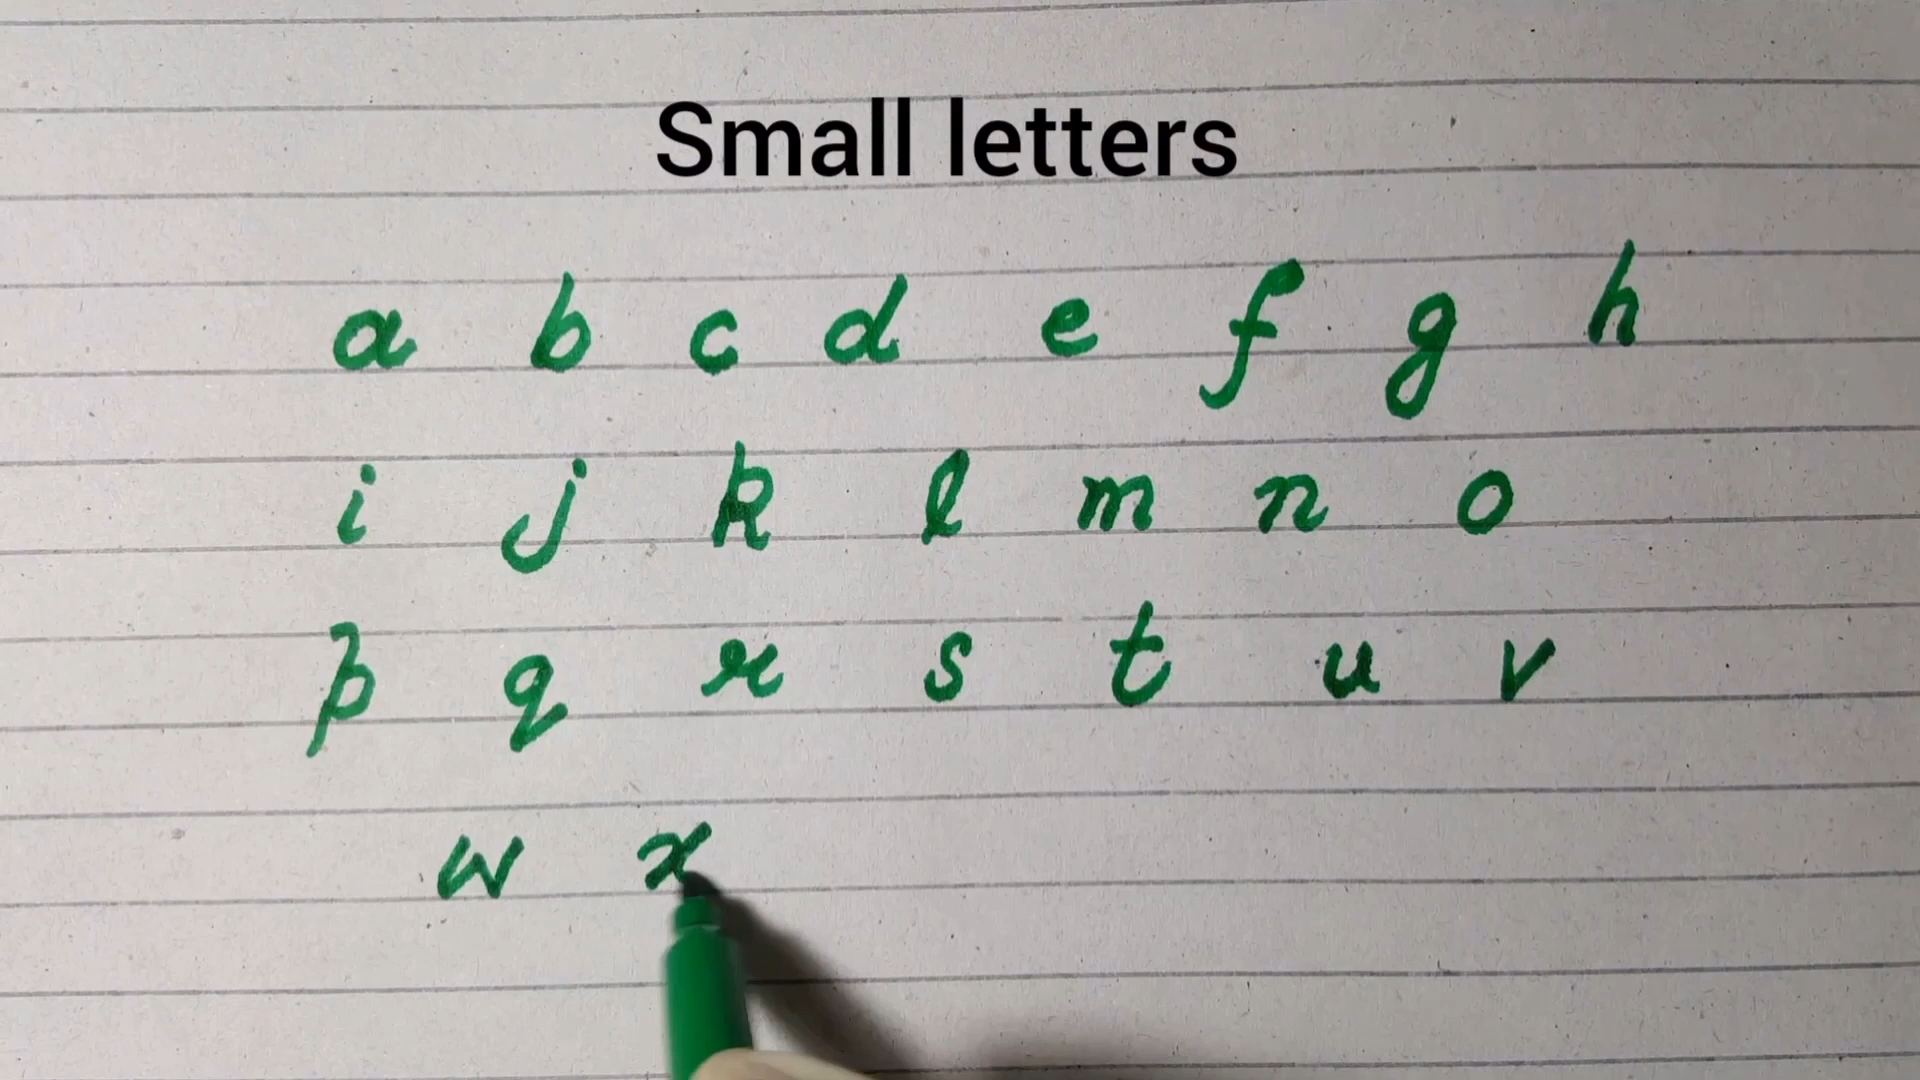 Small letters
a b c d e f g h
i j k l m n o
p q r s t u v
w x